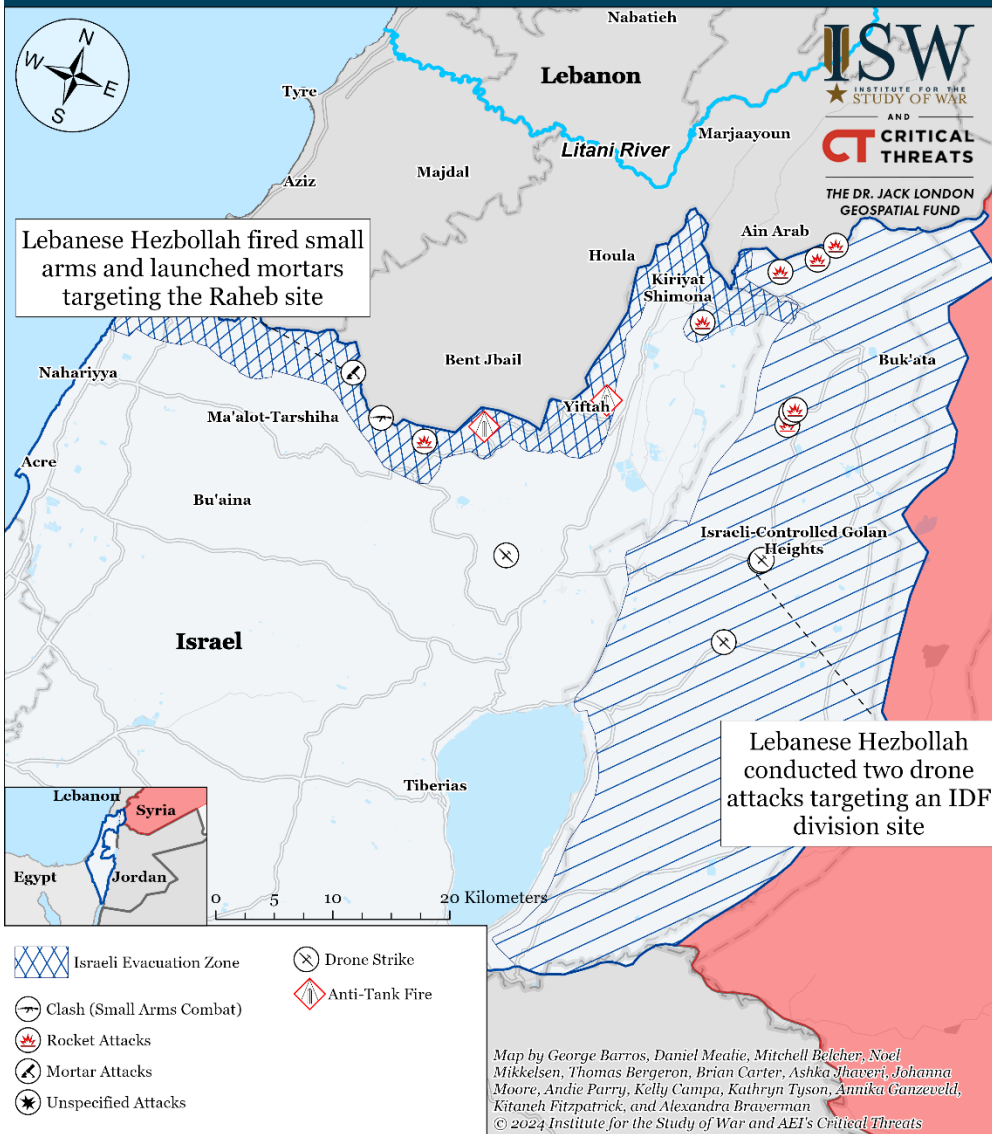 N
W
E
S
Nabatieh
Lebanon
ISW
INSTITUTE FOR THE
STUDY OF WAR
AND
CT CRITICAL
THREATS
THE DR. JACK LONDON
GEOSPATIAL FUND
Tyre
Marjaayoun
Litani River
Majdal
Aziz
Lebanese Hezbollah fired small
arms and launched mortars
targeting the Raheb site
Ain Arab
Houla
Kiriyat
Shimona
Bent Jbail
Buk'ata
Nahariyya
Ma'alot-Tarshiha
Yiftah
Acre
Bu'aina
Israeli-Controlled Golan
Heights
Israel
Lebanese Hezbollah
conducted two drone
attacks targeting an IDF
division site
Tiberias
Lebanon
Syria
Egypt
Jordan
0 5 10 20 Kilometers
Israeli Evacuation Zone
Clash (Small Arms Combat)
Rocket Attacks
Mortar Attacks
Unspecified Attacks
Drone Strike
Anti-Tank Fire
Map by George Barros, Daniel Mealie, Mitchell Belcher, Noel
Mikkelsen, Thomas Bergeron, Brian Carter, Ashka Jhaveri, Johanna
Moore, Andie Parry, Kelly Campa, Kathryn Tyson, Annika Ganzeveld,
Kitaneh Fitzpatrick, and Alexandra Braverman
© 2024 Institute for the Study of War and AEI's Critical Threats